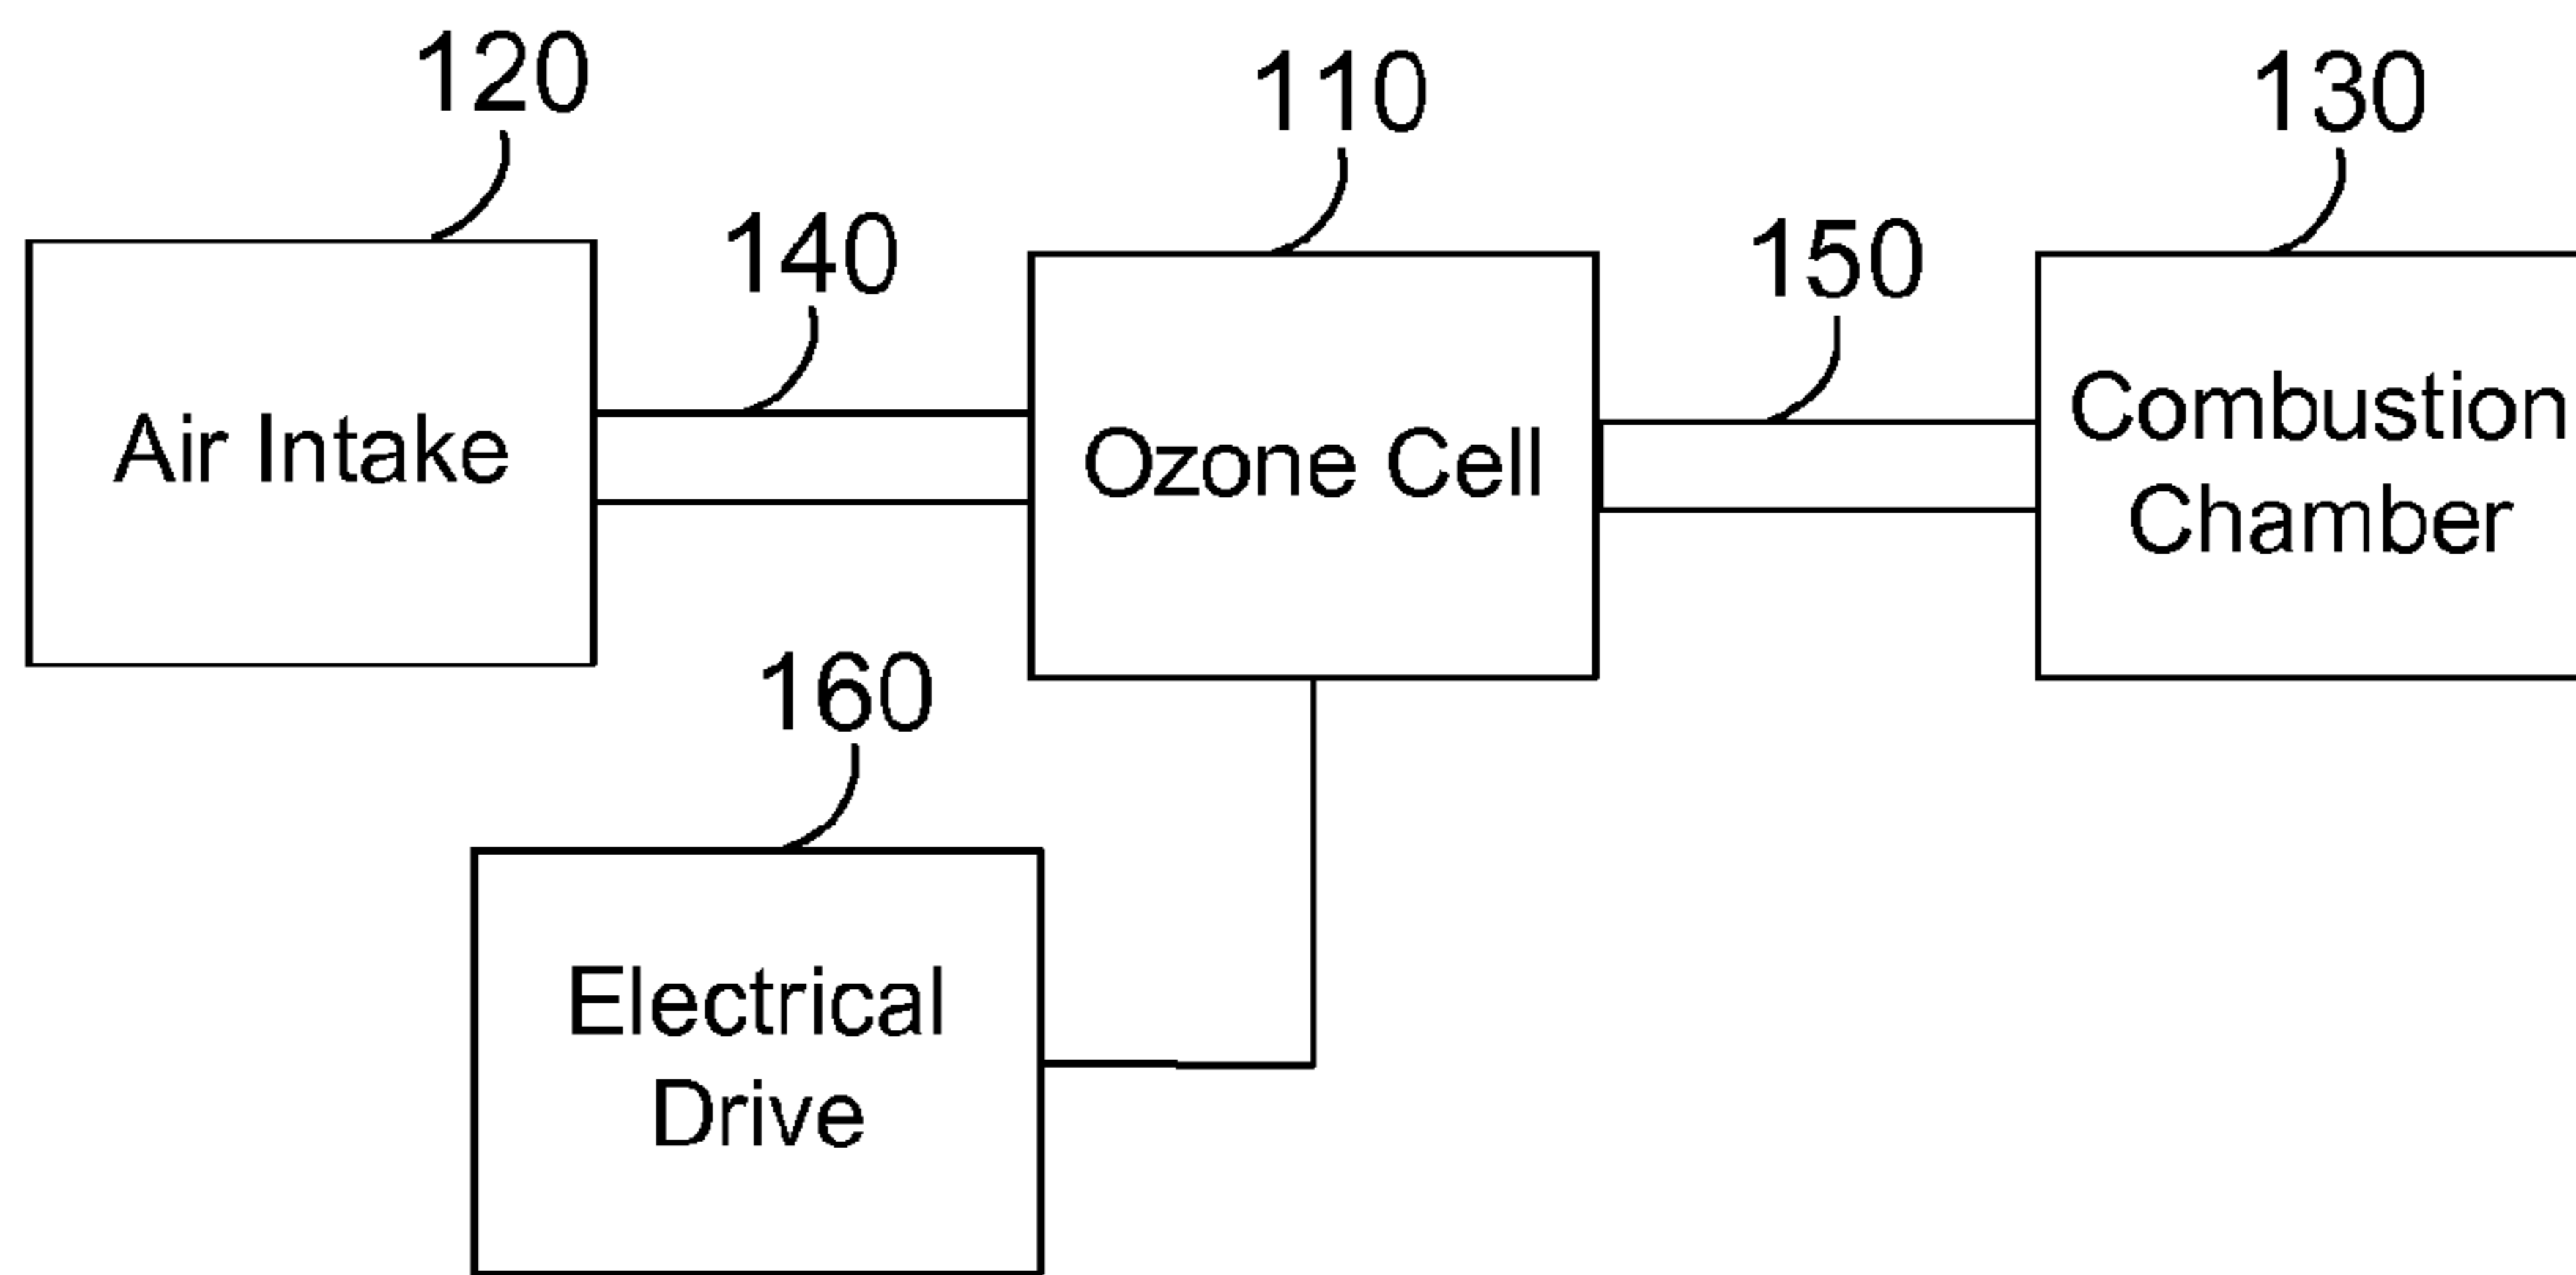 120
110
130
140
150
Air Intake
Ozone Cell
Combustion
Chamber
160
Electrical
Drive